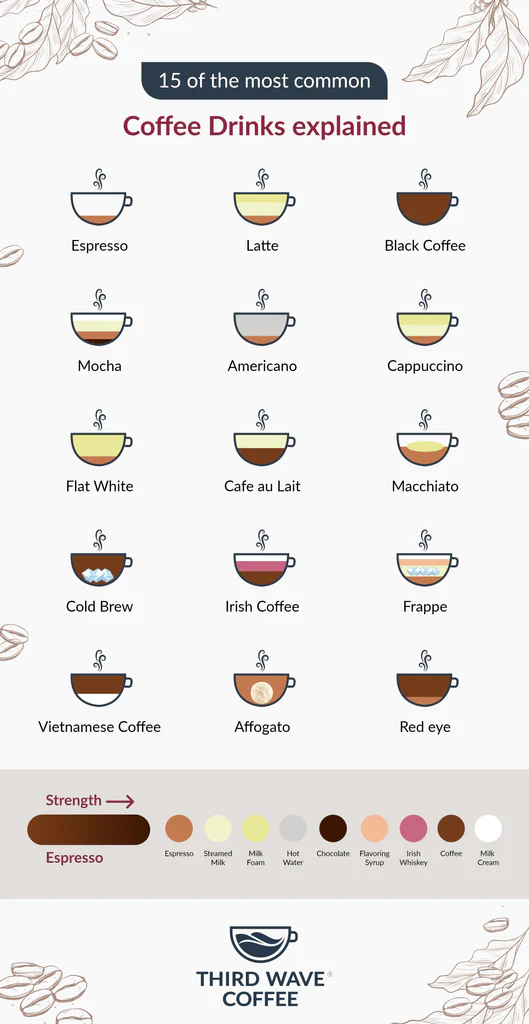 15 of the most common
Coffee Drinks explained
Espresso
Latte
Black Coffee
Mocha
Americano
Cappuccino
Flat White
Cafe au Lait
Macchiato
Cold Brew
Irish Coffee
Frappe
Vietnamese Coffee
Affogato
Red eye
Strength
Espresso
Espresso
Steamed
Milk
Milk
Foam
Hot
Water
Chocolate
Flavoring
Syrup
Irish
Whiskey
Coffee
Milk
Cream
THIRD WAVE®
COFFEE